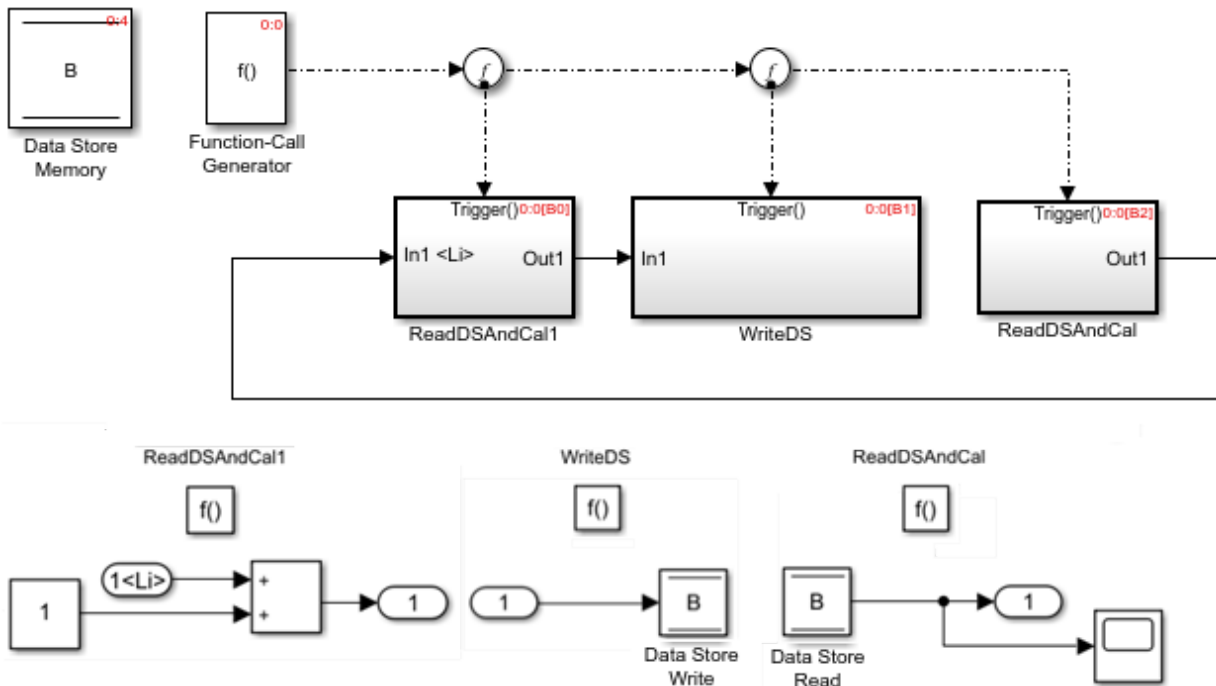 0:4
B
Data Store
Memory
0:0
f()
Function-Call
Generator
f
f
Trigger() 0:0[B0]
In1 <Li>
Out1
ReadDSAndCal1
Trigger() 0:0[B1]
In1
WriteDS
Trigger() 0:0[B2]
Out1
ReadDSAndCal
ReadDSAndCal1
f()
1<Li>
1
+
+
1
WriteDS
f()
1
B
Data Store
Write
ReadDSAndCal
f()
B
Data Store
Read
1